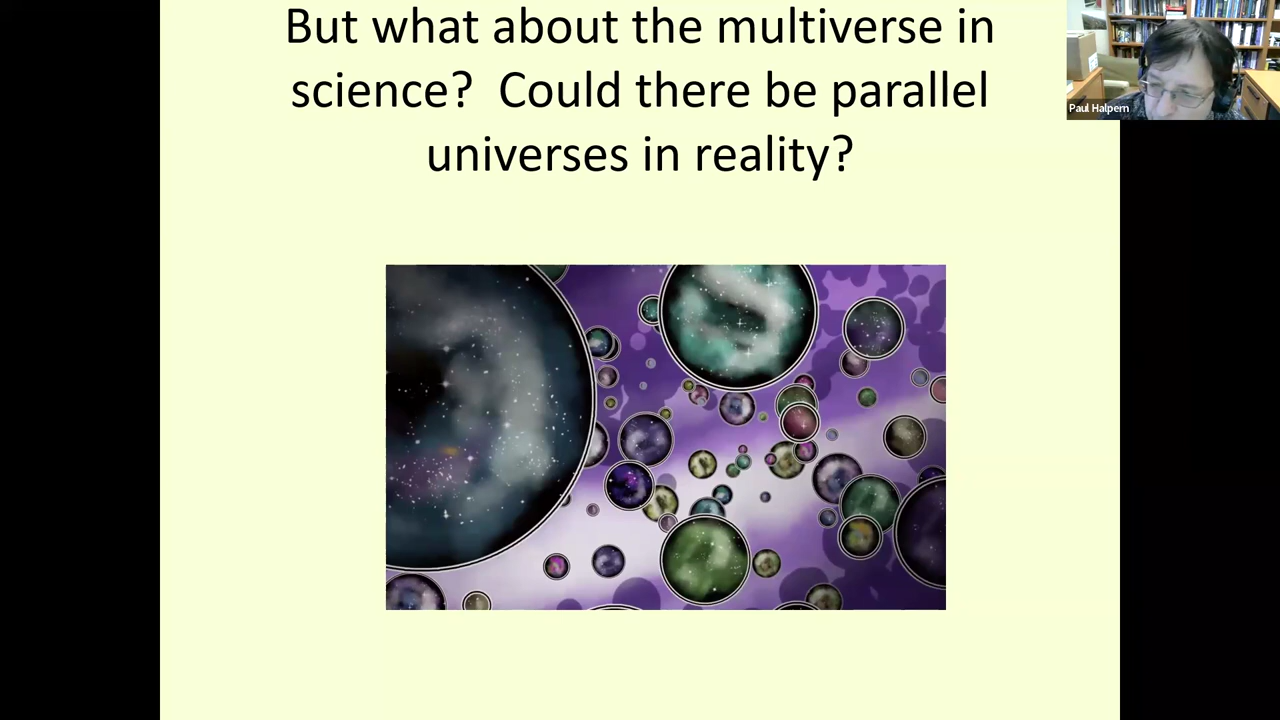 But what about the multiverse in
science?  Could there be parallel
universes in reality?
Paul Halpern